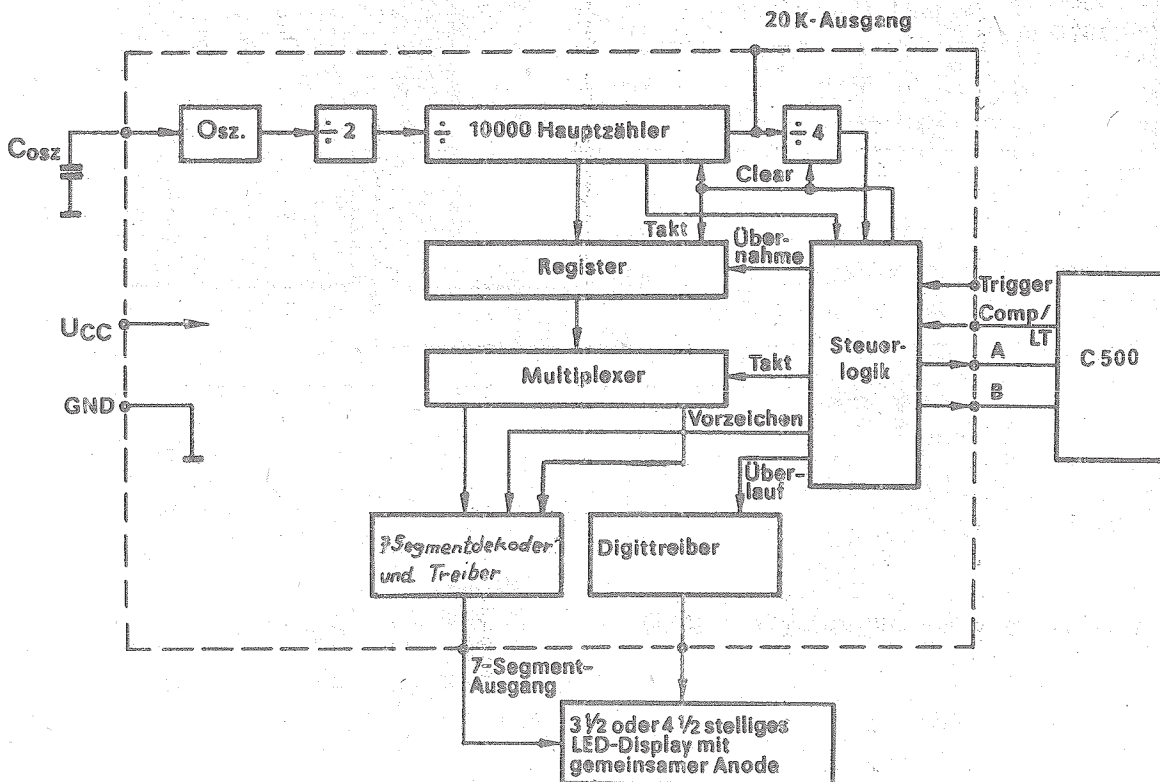 20 K-Ausgang
Osz.
÷ 2
÷ 10000 Hauptzähler
÷ 4
Cosz
Clear
Takt
Über-
nahme
Register
Trigger
Comp/
LT
UCC
Steuer-
logik
A
C 500
Multiplexer
Takt
B
GND
Vorzeichen
Über-
lauf
7-Segmentdekoder
und Treiber
Digittreiber
7-Segment-
Ausgang
3 ½ oder 4 ½ stelliges
LED-Display mit
gemeinsamer Anode